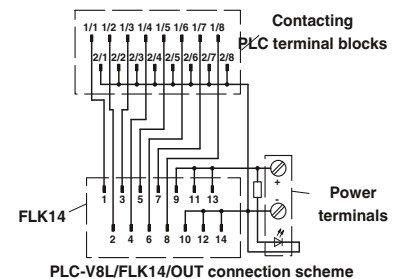 1/1 1/2 1/3 1/4 1/5 1/6 1/7 1/8
Contacting
PLC terminal blocks
2/1 2/2 2/3 2/4 2/5 2/6 2/7 2/8
1 3 5 7 9 11 13
+
-
Power
terminals
FLK14
2 4 6 8 10 12 14
PLC-V8L/FLK14/OUT connection scheme